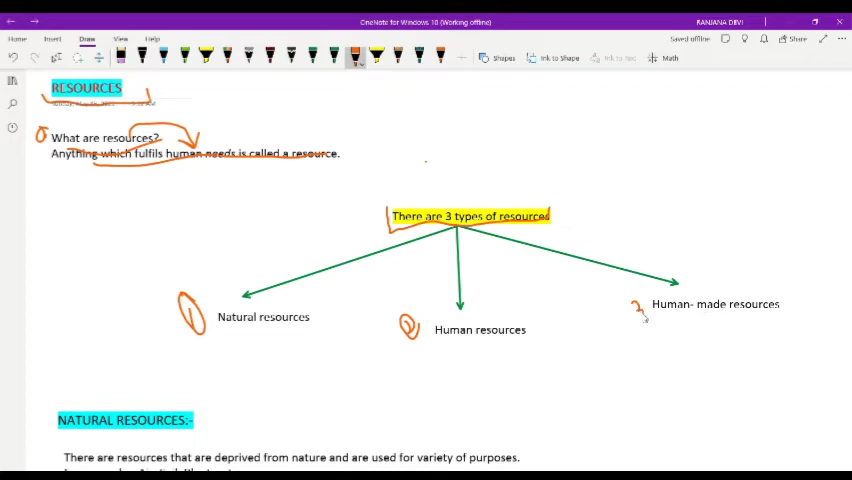 OneNote for Windows 10 (Working offline)
RANJANA DEVI
Home Insert Draw View Help
Saved offline
Share
Shapes
Ink to Shape
Ink to Text
Math
RESOURCES
What are resources?
Anything which fulfils human needs is called a resource.
There are 3 types of resources
1
Natural resources
2
Human resources
Human- made resources
NATURAL RESOURCES:-
There are resources that are deprived from nature and are used for variety of purposes.